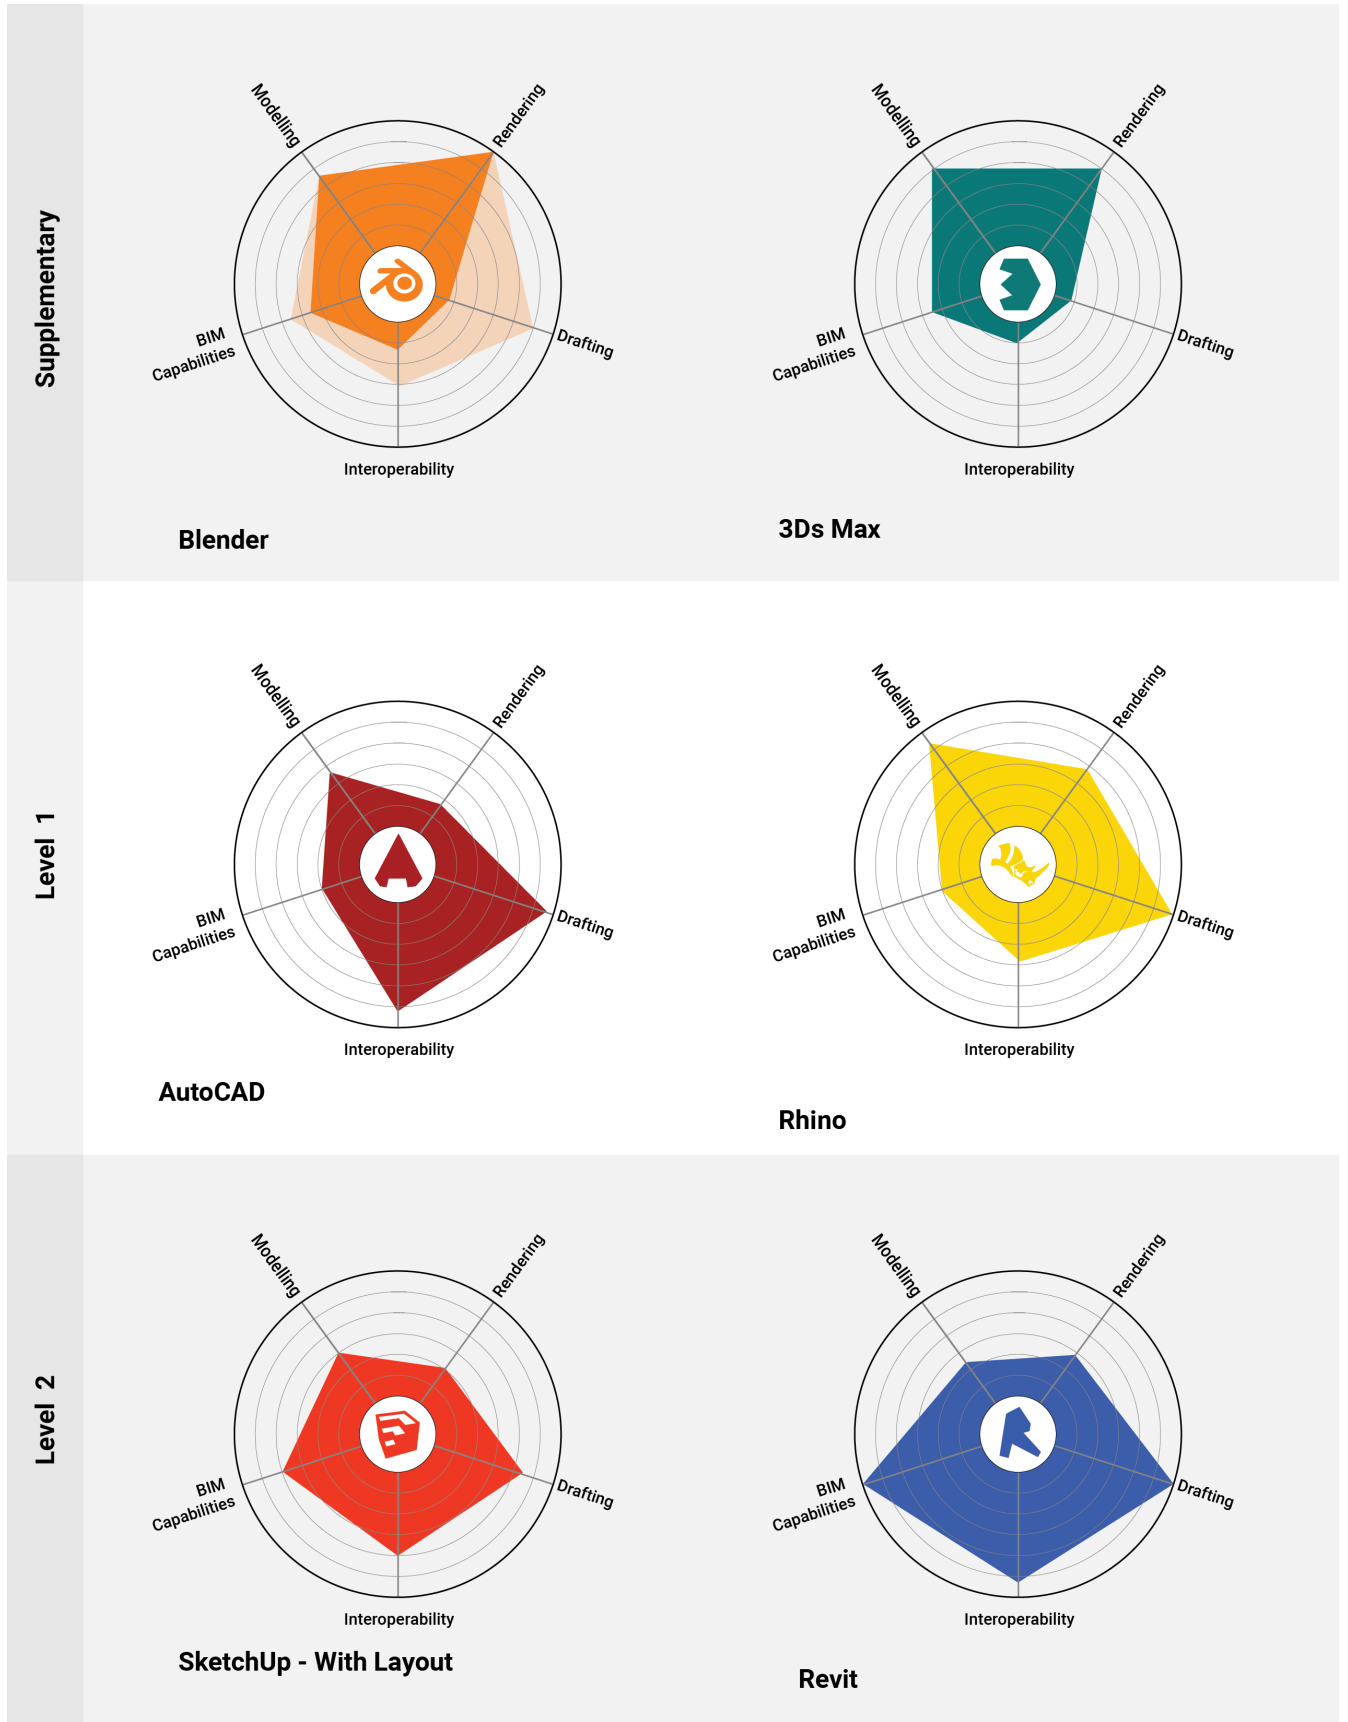 Supplementary
Modelling
Rendering
BIM
Capabilities
Drafting
Interoperability
Blender
Modelling
Rendering
BIM
Capabilities
Drafting
Interoperability
3Ds Max
Level 1
Modelling
Rendering
BIM
Capabilities
Drafting
Interoperability
AutoCAD
Modelling
Rendering
BIM
Capabilities
Drafting
Interoperability
Rhino
Level 2
Modelling
Rendering
BIM
Capabilities
Drafting
Interoperability
SketchUp - With Layout
Modelling
Rendering
BIM
Capabilities
Drafting
Interoperability
Revit